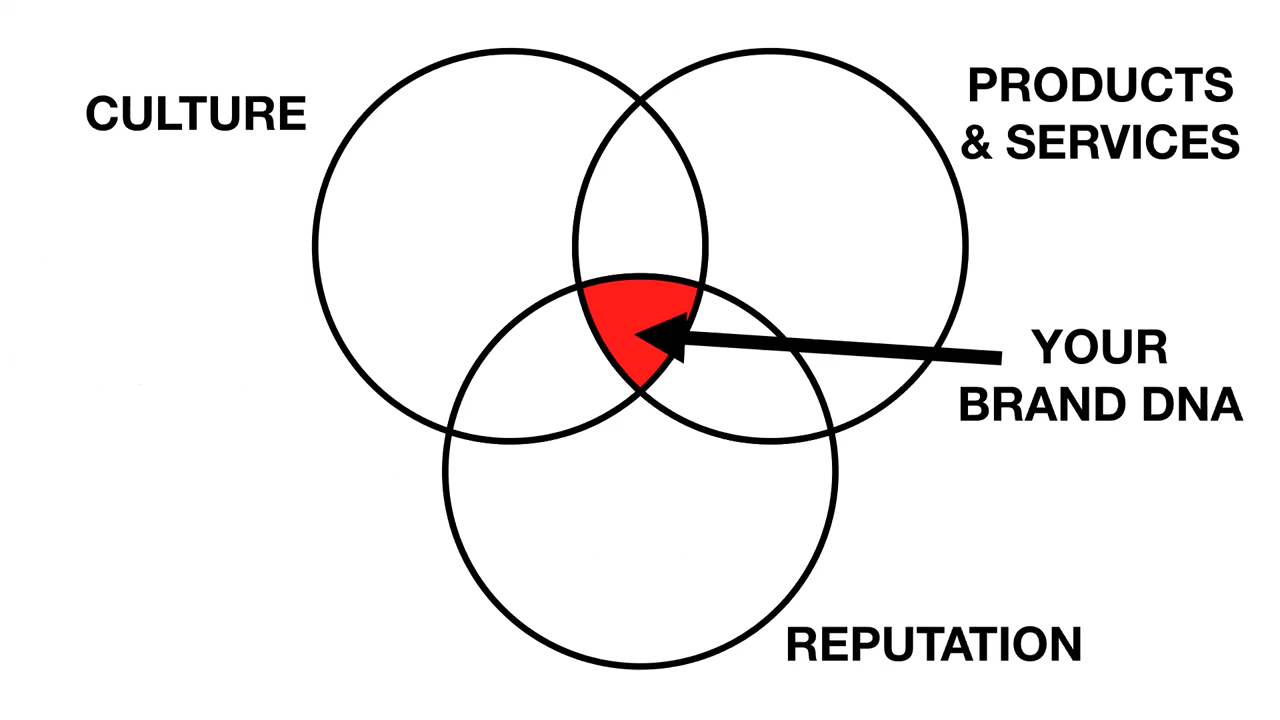 CULTURE
PRODUCTS
& SERVICES
YOUR
BRAND DNA
REPUTATION